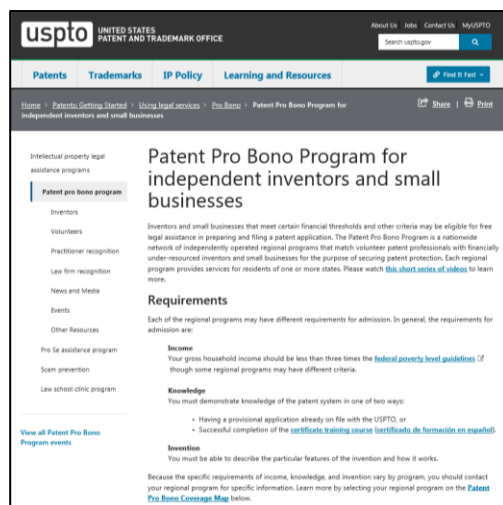 About Us Jobs Contact Us MyUSPTO
uspto
UNITED STATES
PATENT AND TRADEMARK OFFICE
Search uspto.gov
Patents Trademarks IP Policy Learning and Resources
Find It Fast
Home > Patents: Getting Started > Using legal services > Pro Bono > Patent Pro Bono Program for
independent inventors and small businesses
Share | Print
Intellectual property legal
assistance programs
Patent pro bono program
Inventors
Volunteers
Practitioner recognition
Law firm recognition
News and Media
Events
Other Resources
Pro Se assistance program
Scam prevention
Law school clinic program
View all Patent Pro Bono
Program events
Patent Pro Bono Program for
independent inventors and small
businesses
Inventors and small businesses that meet certain financial thresholds and other criteria may be eligible for free
legal assistance in preparing and filing a patent application. The Patent Pro Bono Program is a nationwide
network of independently operated regional programs that match volunteer patent professionals with financially
under-resourced inventors and small businesses for the purpose of securing patent protection. Each regional
program provides services for residents of one or more states. Please watch this short series of videos to learn
more.
Requirements
Each of the regional programs may have different requirements for admission. In general, the requirements for
admission are:
Income
Your gross household income should be less than three times the federal poverty level guidelines
though some regional programs may have different criteria.
Knowledge
You must demonstrate knowledge of the patent system in one of two ways:
• Having a provisional application already on file with the USPTO, or
• Successful completion of the certificate training course (certificado de formación en español).
Invention
You must be able to describe the particular features of the invention and how it works.
Because the specific requirements of income, knowledge, and invention vary by program, you should contact
your regional program for specific information. Learn more by selecting your regional program on the Patent
Pro Bono Coverage Map below.